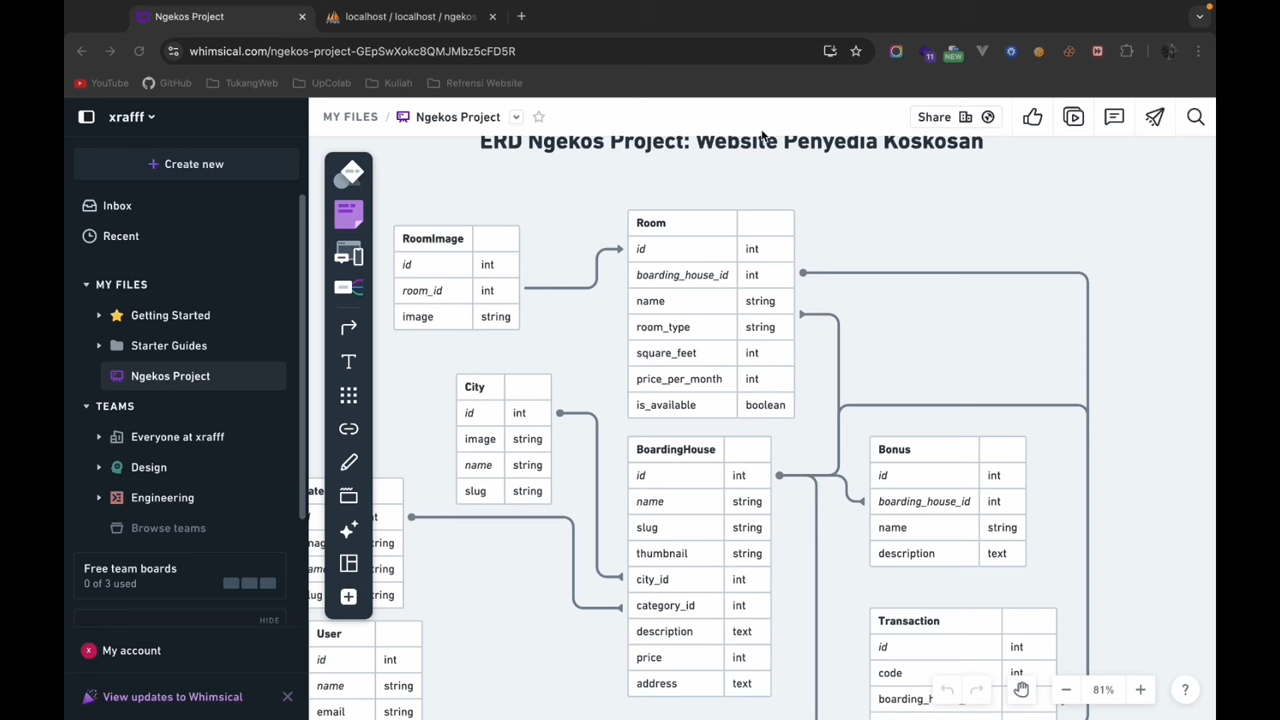 Ngekos Project
localhost / localhost / ngekos
whimsical.com/ngekos-project-GEpSwXokc8QMJMbz5cFD5R
11
NEW
YouTube
GitHub
TukangWeb
UpColab
Kuliah
Refrensi Website
xrafff
MY FILES / Ngekos Project
Share
+ Create new
Inbox
Recent
MY FILES
Getting Started
Starter Guides
Ngekos Project
TEAMS
Everyone at xrafff
Design
Engineering
Browse teams
Free team boards
0 of 3 used
HIDE
x
My account
View updates to Whimsical
ERD Ngekos Project: Website Penyedia Koskosan
RoomImage
id int
room_id int
image string
Room
id int
boarding_house_id int
name string
room_type string
square_feet int
price_per_month int
is_available boolean
City
id int
image string
name string
slug string
BoardingHouse
id int
name string
slug string
thumbnail string
city_id int
category_id int
description text
price int
address text
Bonus
id int
boarding_house_id int
name string
description text
Transaction
id int
code int
User
id int
name string
email string
81%
?